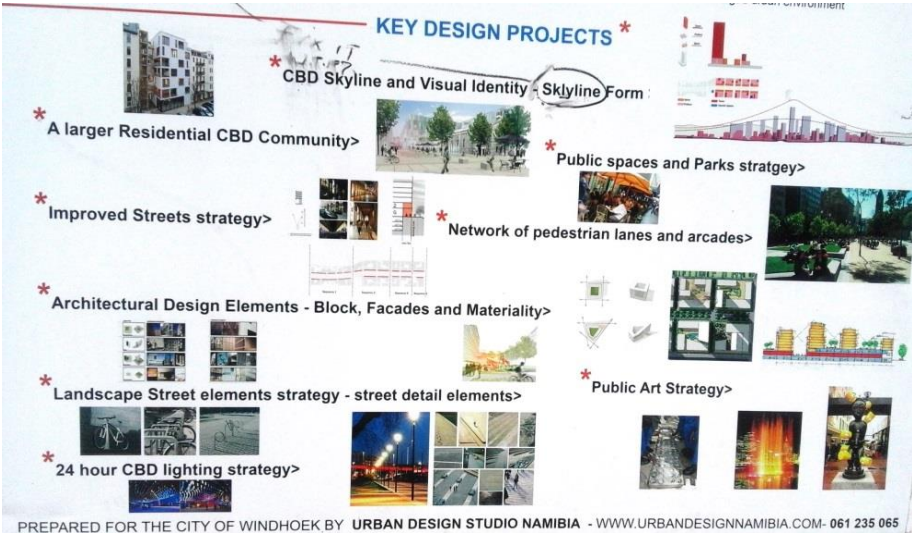 urban environment
KEY DESIGN PROJECTS *
* CBD Skyline and Visual Identity - Sklyline Form
* A larger Residential CBD Community>
* Public spaces and Parks stratgey>
* Improved Streets strategy>
* Network of pedestrian lanes and arcades>
* Architectural Design Elements - Block, Facades and Materiality>
* Landscape Street elements strategy - street detail elements>
* Public Art Strategy>
* 24 hour CBD lighting strategy>
PREPARED FOR THE CITY OF WINDHOEK BY URBAN DESIGN STUDIO NAMIBIA - WWW.URBANDESIGNNAMIBIA.COM- 061 235 065